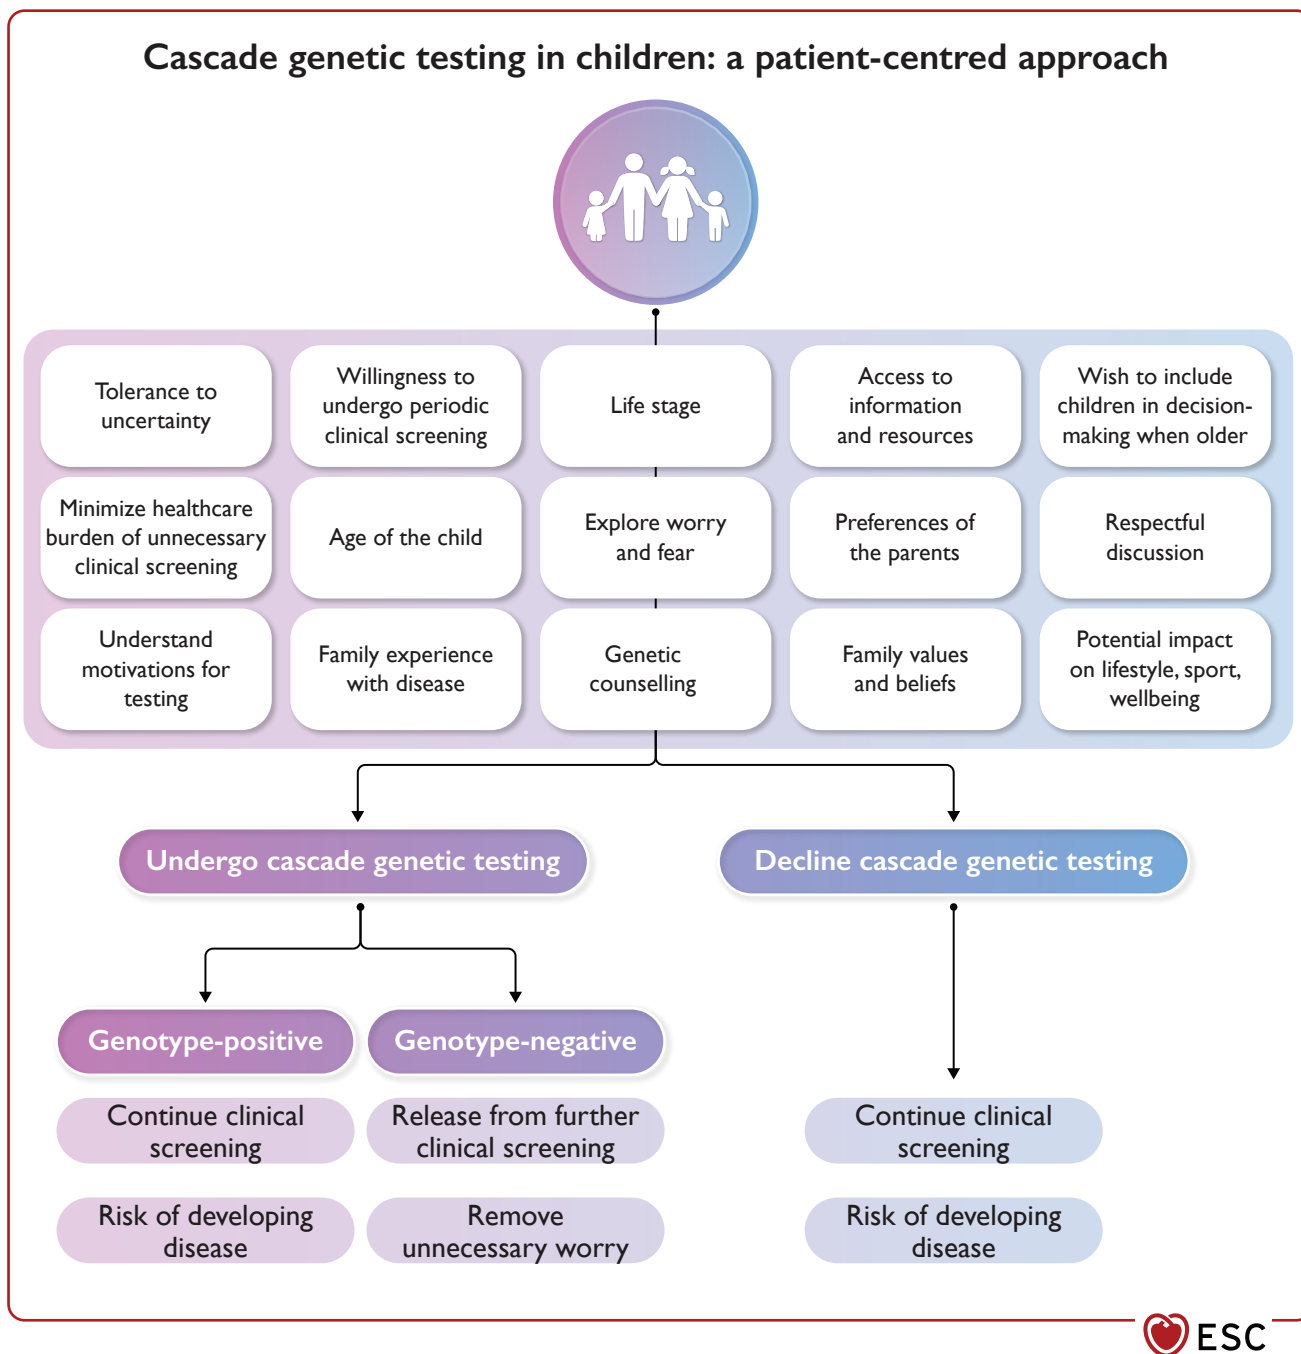 Cascade genetic testing in children: a patient-centred approach
Tolerance to
uncertainty
Willingness to
undergo periodic
clinical screening
Life stage
Access to
information
and resources
Wish to include
children in decision-
making when older
Minimize healthcare
burden of unnecessary
clinical screening
Age of the child
Explore worry
and fear
Preferences of
the parents
Respectful
discussion
Understand
motivations for
testing
Family experience
with disease
Genetic
counselling
Family values
and beliefs
Potential impact
on lifestyle, sport,
wellbeing
Undergo cascade genetic testing
Decline cascade genetic testing
Genotype-positive
Genotype-negative
Continue clinical
screening
Release from further
clinical screening
Continue clinical
screening
Risk of developing
disease
Remove
unnecessary worry
Risk of developing
disease
ESC